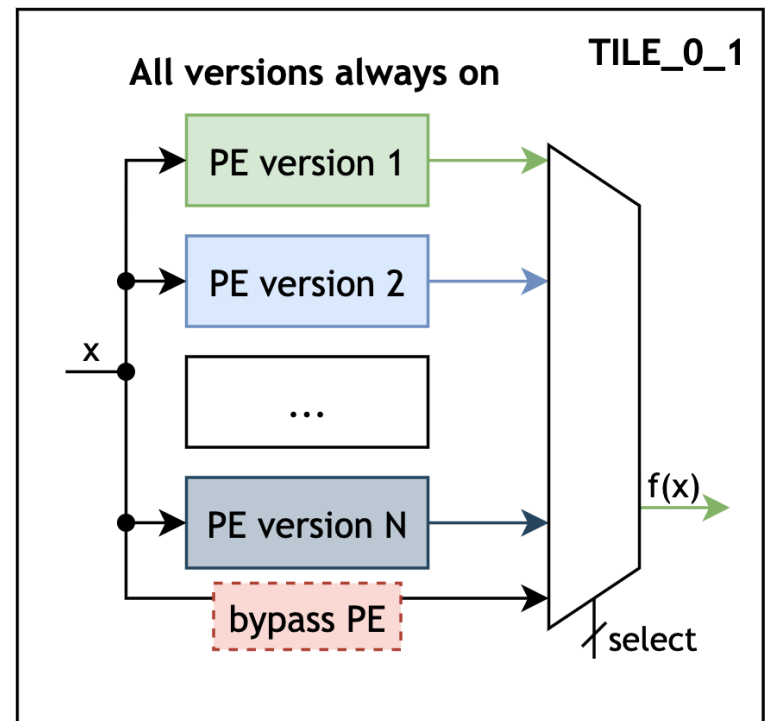 TILE_0_1
All versions always on
PE version 1
PE version 2
x
...
f(x)
PE version N
bypass PE
select